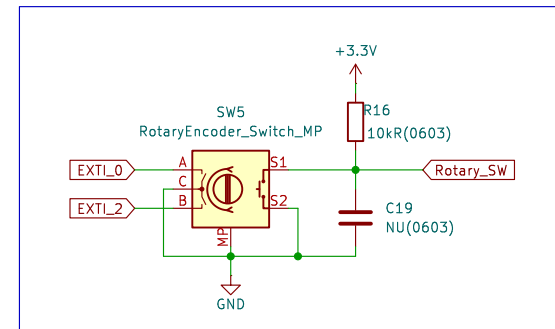 +3.3V
SW5
RotaryEncoder_Switch_MP
R16
10kR(0603)
EXTI_0
A
S1
Rotary_SW
C
EXTI_2
B
S2
C19
NU(0603)
MP
GND